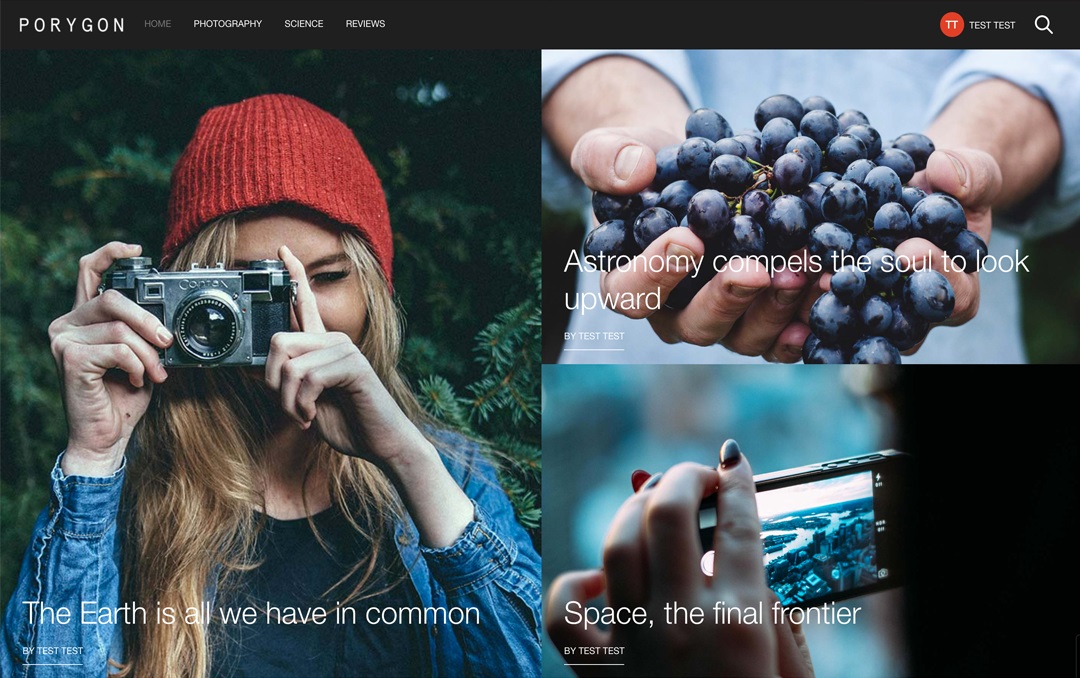 PORYGON HOME PHOTOGRAPHY SCIENCE REVIEWS TT TEST TEST
Contax
Astronomy compels the soul to look
upward
BY TEST TEST
The Earth is all we have in common
BY TEST TEST
Space, the final frontier
BY TEST TEST